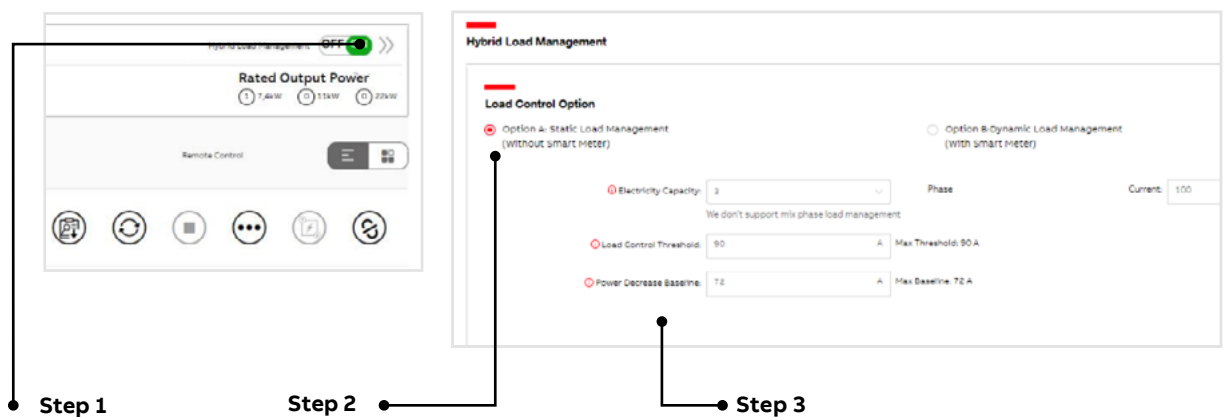 Hybrid Load Management OFF
Rated Output Power
1 7,4kW 0 11kW 0 22kW
Remote Control
Hybrid Load Management
Load Control Option
Option A: Static Load Management
(Without Smart Meter)
Option B:Dynamic Load Management
(With Smart Meter)
Electricity Capacity: 3 Phase Current: 100
We don't support mix phase load management
Load Control Threshold: 90 A Max Threshold: 90 A
Power Decrease Baseline: 72 A Max Baseline: 72 A
Step 1
Step 2
Step 3